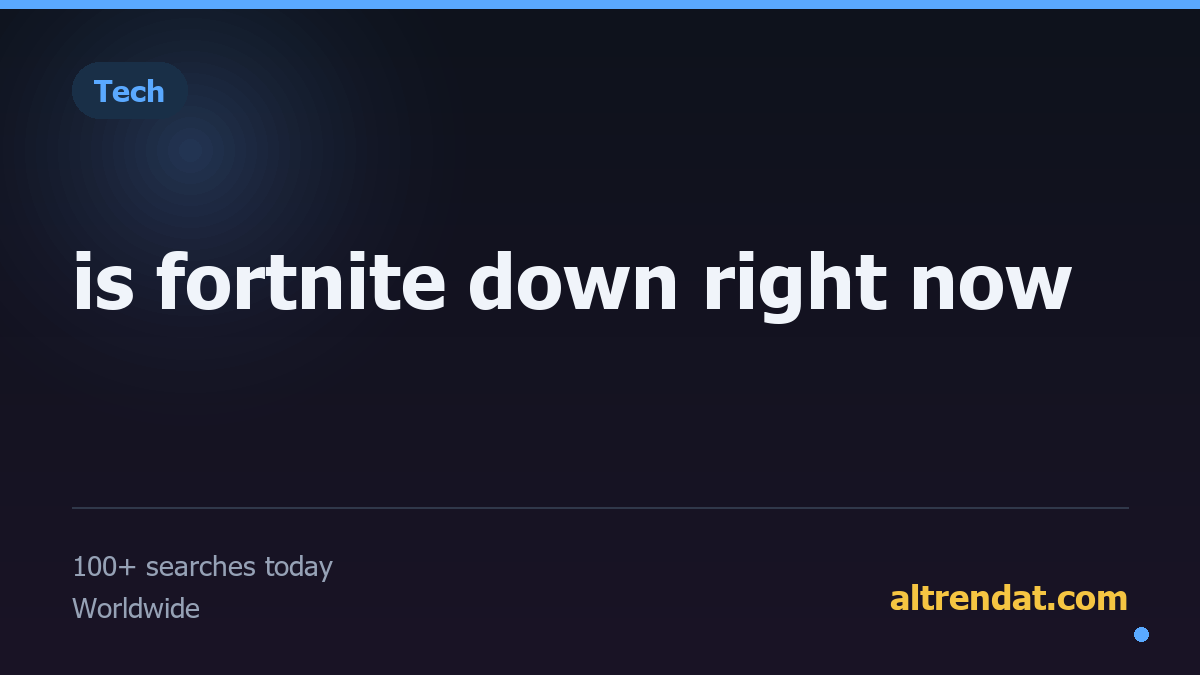 Tech
is fortnite down right now
100+ searches today
Worldwide
altrendat.com